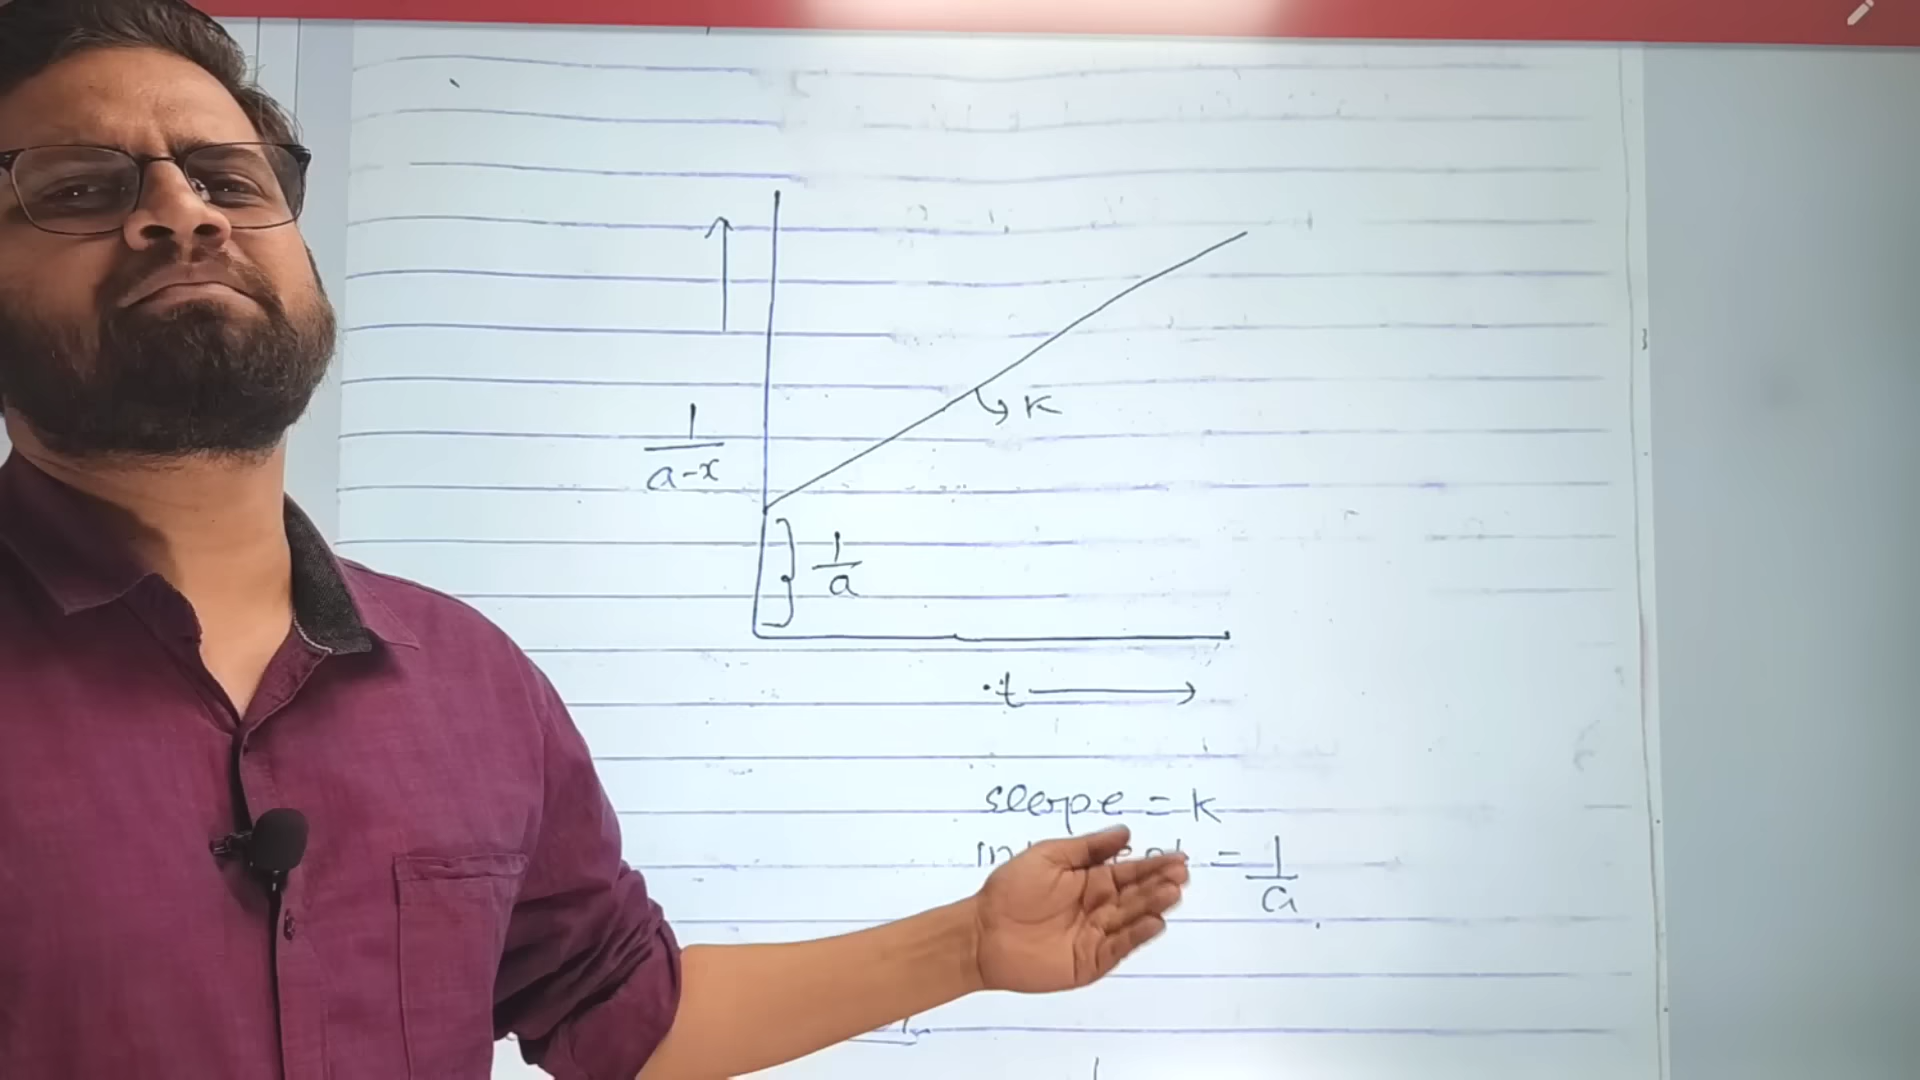 1
a-x
K
} 1
a
t
slope = K
= 1
a